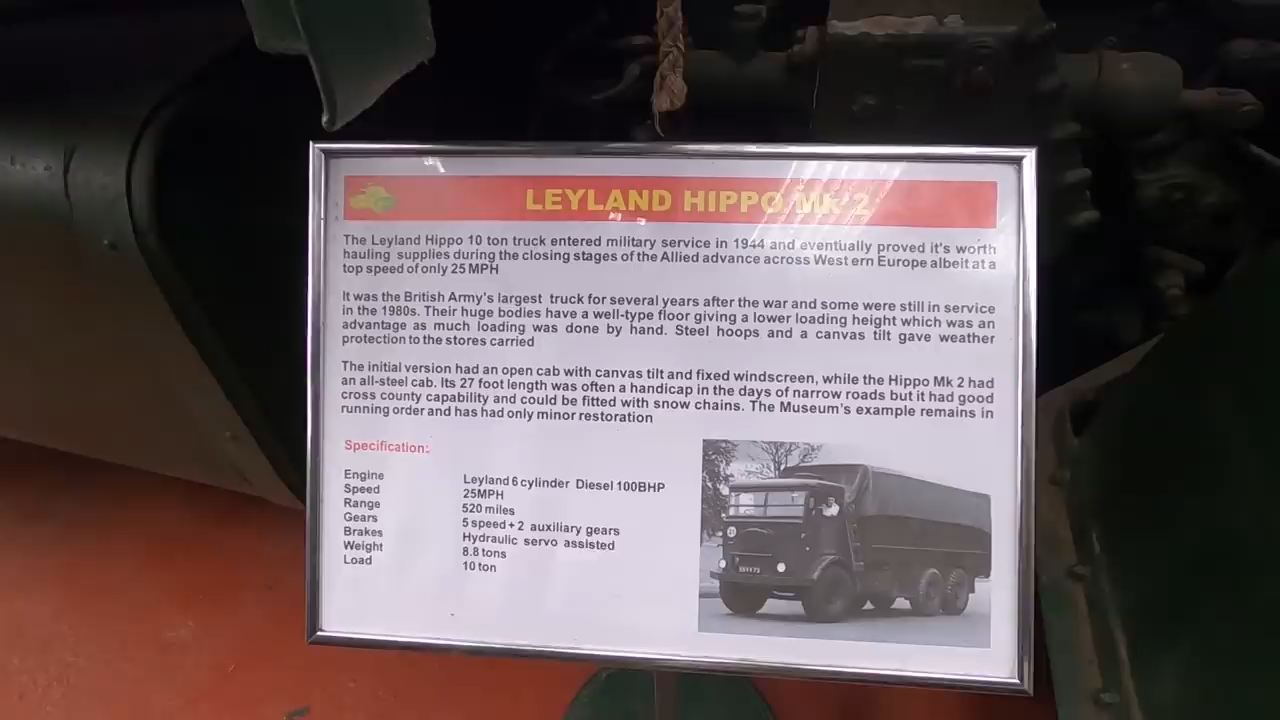 LEYLAND HIPPO Mk 2
The Leyland Hippo 10 ton truck entered military service in 1944 and eventually proved it's worth
hauling supplies during the closing stages of the Allied advance across West ern Europe albeit at a
top speed of only 25 MPH
It was the British Army's largest truck for several years after the war and some were still in service
in the 1980s. Their huge bodies have a well-type floor giving a lower loading height which was an
advantage as much loading was done by hand. Steel hoops and a canvas tilt gave weather
protection to the stores carried
The initial version had an open cab with canvas tilt and fixed windscreen, while the Hippo Mk 2 had
an all-steel cab. Its 27 foot length was often a handicap in the days of narrow roads but it had good
cross county capability and could be fitted with snow chains. The Museum's example remains in
running order and has had only minor restoration
Specification:
Engine Leyland 6 cylinder Diesel 100BHP
Speed 25MPH
Range 520 miles
Gears 5 speed + 2 auxiliary gears
Brakes Hydraulic servo assisted
Weight 8.8 tons
Load 10 ton